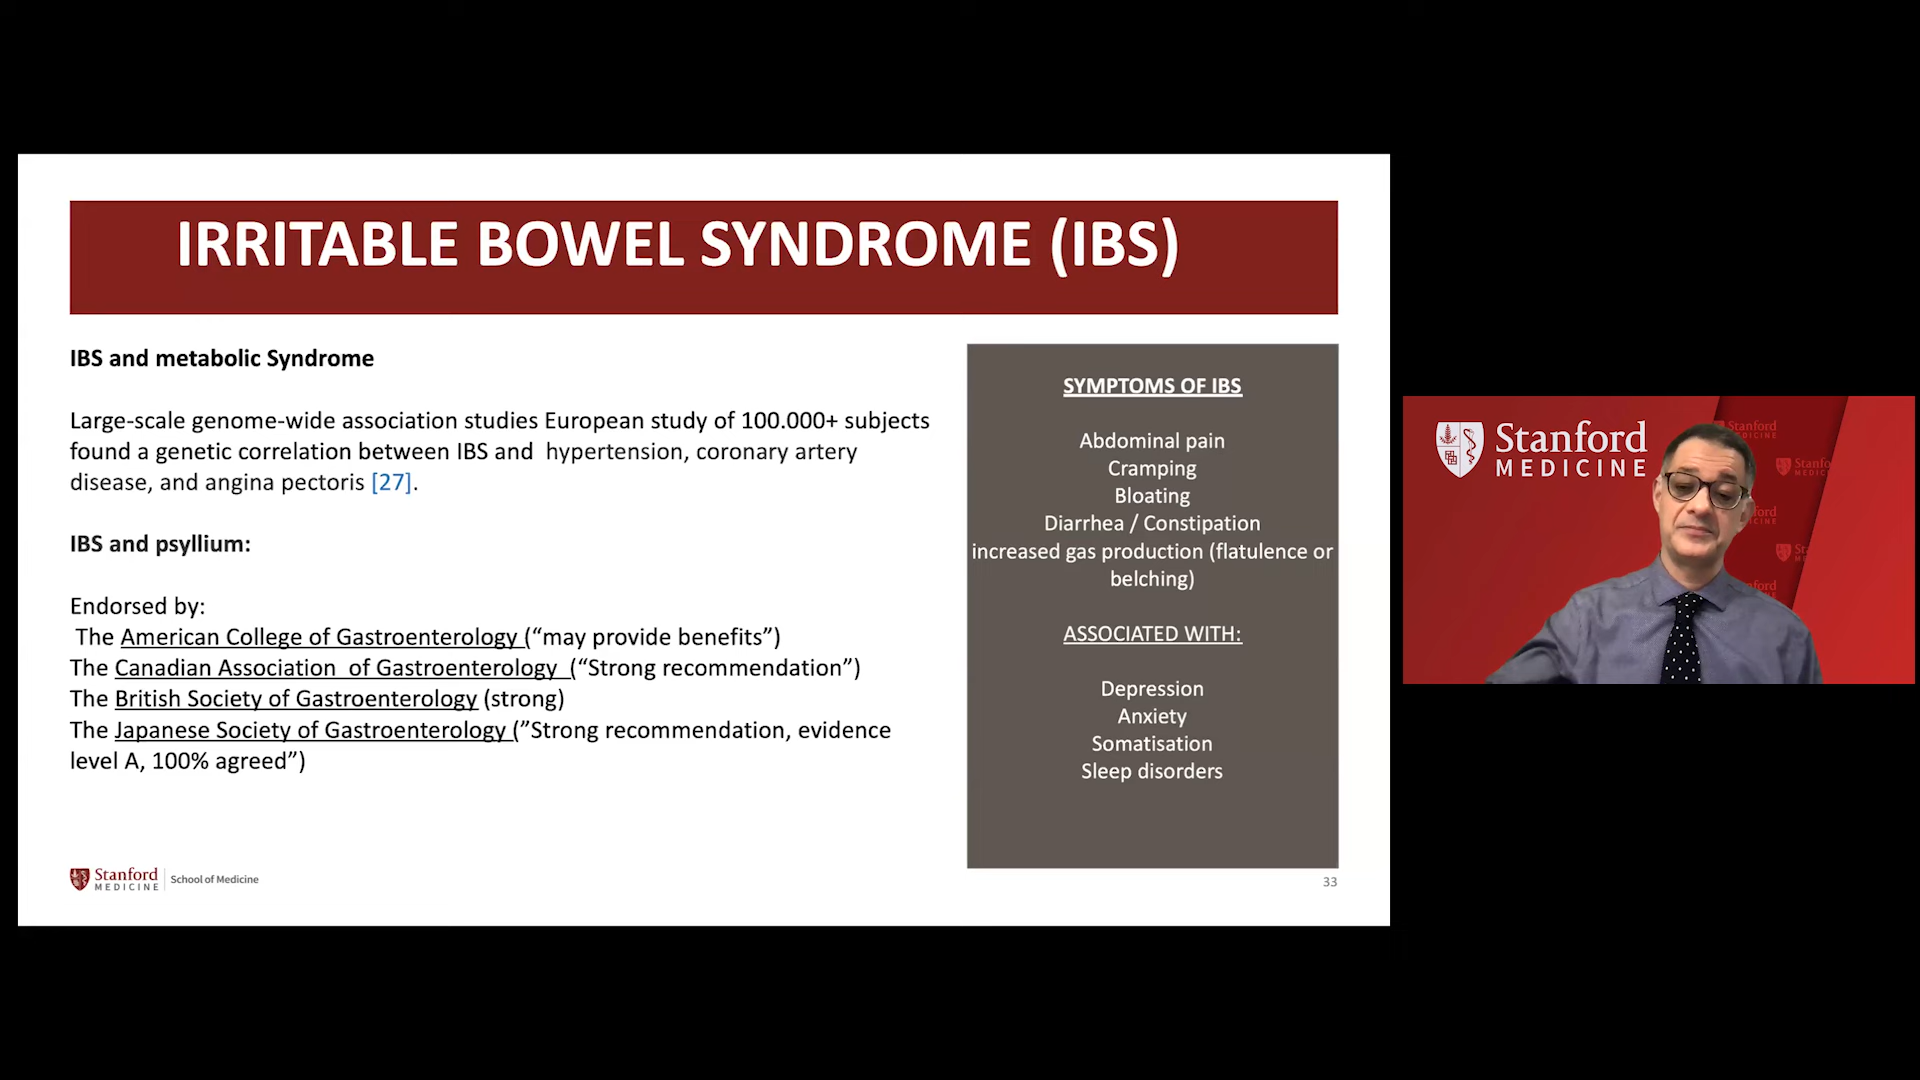 IRRITABLE BOWEL SYNDROME (IBS)
IBS and metabolic Syndrome
Large-scale genome-wide association studies European study of 100.000+ subjects
found a genetic correlation between IBS and  hypertension, coronary artery
disease, and angina pectoris [27].
IBS and psyllium:
Endorsed by:
The American College of Gastroenterology (“may provide benefits”)
The Canadian Association  of Gastroenterology  (“Strong recommendation”)
The British Society of Gastroenterology (strong)
The Japanese Society of Gastroenterology (”Strong recommendation, evidence
level A, 100% agreed”)
SYMPTOMS OF IBS
Abdominal pain
Cramping
Bloating
Diarrhea / Constipation
increased gas production (flatulence or
belching)
ASSOCIATED WITH:
Depression
Anxiety
Somatisation
Sleep disorders
Stanford
MEDICINE
School of Medicine
33
Stanford
MEDICINE